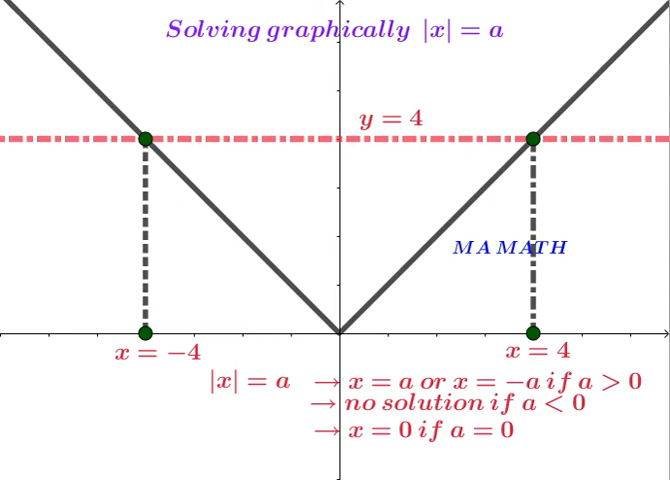 Solving graphically |x| = a
y = 4
MA MATH
x = −4
x = 4
|x| = a → x = a or x = −a if a > 0
→ no solution if a < 0
→ x = 0 if a = 0